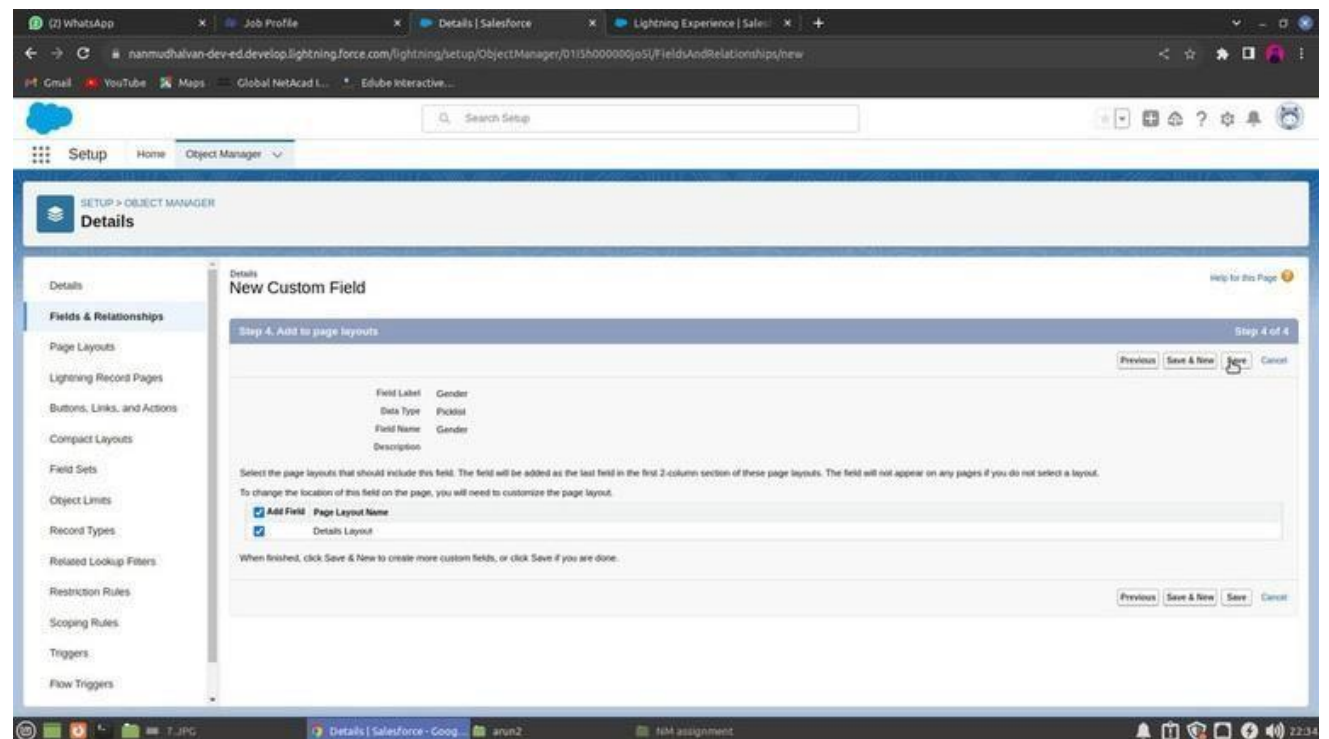 (2) WhatsApp
Job Profile
Details | Salesforce
Lightning Experience | Sales
nanmudhalvan-dev-ed.develop.lightning.force.com/lightning/setup/ObjectManager/01I5h000000joSl/FieldsAndRelationships/new
Gmail YouTube Maps Global NetAcad I... Edube Interactive...
Search Setup
Setup Home Object Manager
SETUP > OBJECT MANAGER
Details
Details
New Custom Field
Help for this Page
Step 4. Add to page layouts Step 4 of 4
Previous Save & New Save Cancel
Field Label Gender
Data Type Picklist
Field Name Gender
Description
Select the page layouts that should include this field. The field will be added as the last field in the first 2-column section of these page layouts. The field will not appear on any pages if you do not select a layout.
To change the location of this field on the page, you will need to customize the page layout.
Add Field Page Layout Name
Details Layout
When finished, click Save & New to create more custom fields, or click Save if you are done.
Previous Save & New Save Cancel
Details
Fields & Relationships
Page Layouts
Lightning Record Pages
Buttons, Links, and Actions
Compact Layouts
Field Sets
Object Limits
Record Types
Related Lookup Filters
Restriction Rules
Scoping Rules
Triggers
Flow Triggers
7.JPG
Details | Salesforce - Goog...
arun2
NM assignment
22:34